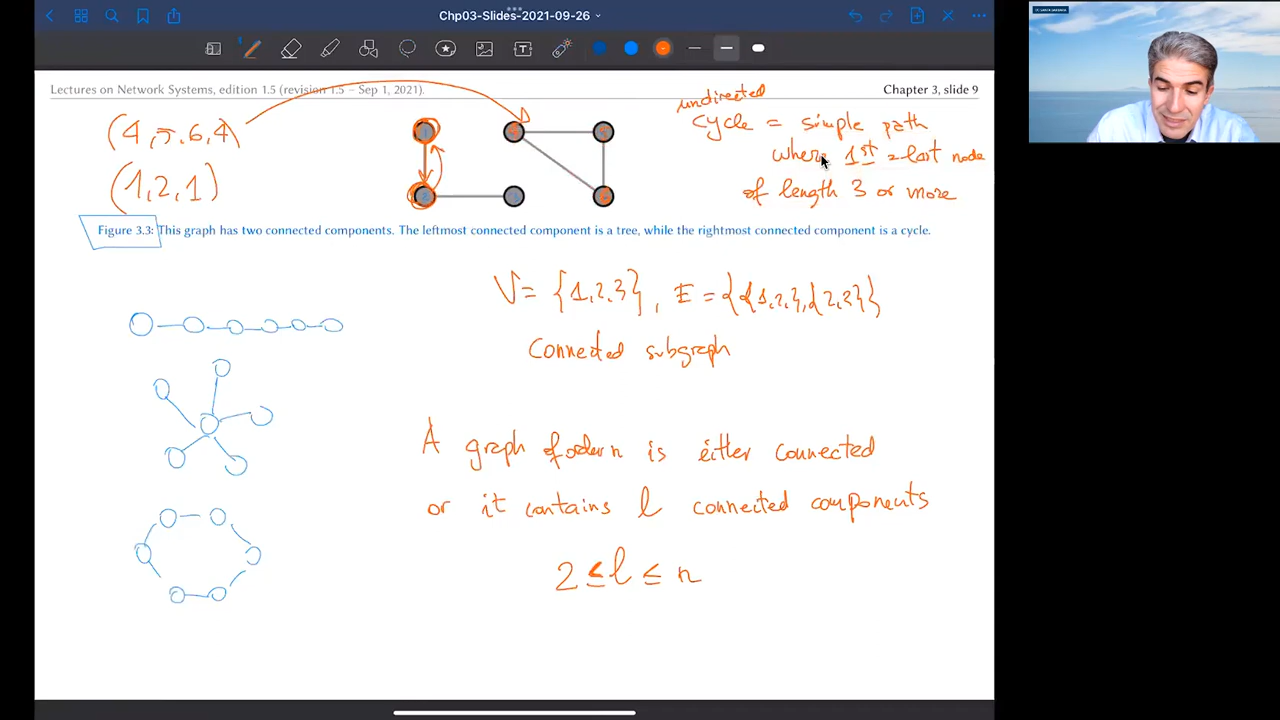 Chp03-Slides-2021-09-26
Lectures on Network Systems, edition 1.5 (revision 1.5 – Sep 1, 2021).
Chapter 3, slide 9
(4,5,6,4)
(1,2,1)
undirected
cycle = simple path
where 1st = last node
of length 3 or more
Figure 3.3: This graph has two connected components. The leftmost connected component is a tree, while the rightmost connected component is a cycle.
V = {1,2,3}, E = {{1,2},{2,3}}
Connected subgraph
A graph of order n is either connected
or it contains l connected components
2 ≤ l ≤ n